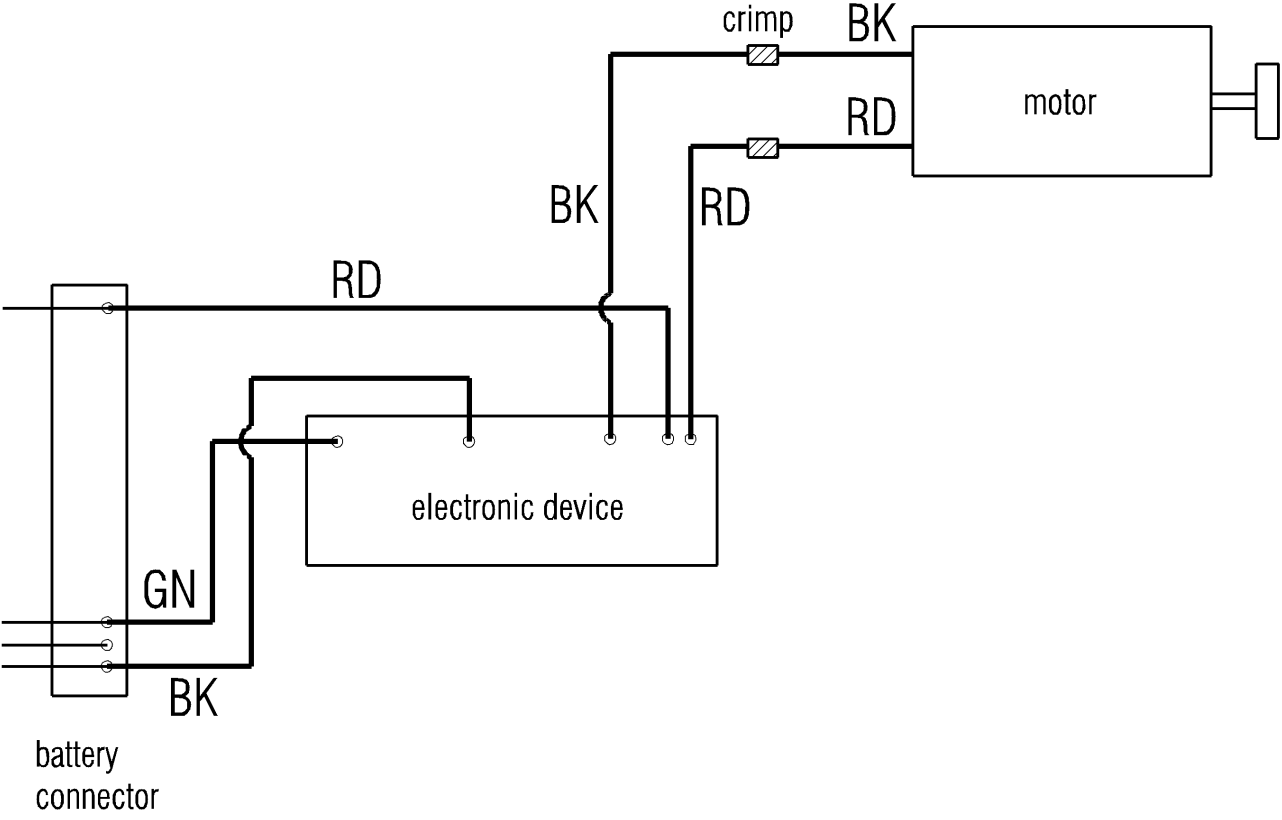 crimp
BK
motor
RD
BK
RD
RD
electronic device
GN
BK
battery
connector